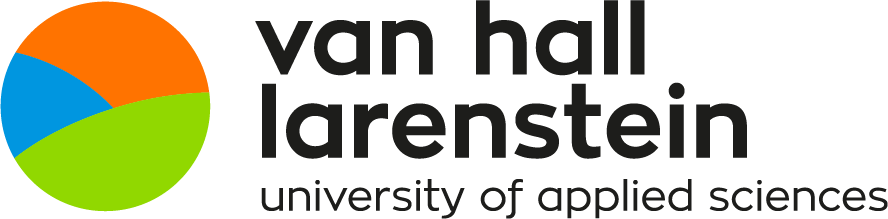 van hall
larenstein
university of applied sciences